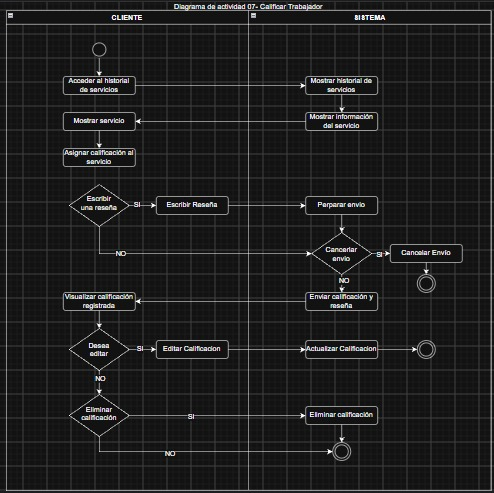 Diagrama de actividad 07- Calificar Trabajador
CLIENTE
SISTEMA
Acceder al historial
de servicios
Mostrar historial de
servicios
Mostrar servicio
Mostrar información
del servicio
Asignar calificación al
servicio
Escribir
una reseña
SI
Escribir Reseña
Perparar envio
NO
Cancerlar
envio
SI
Cancelar Envío
NO
Visualizar calificación
registrada
Enviar calificación y
reseña
Desea
editar
SI
Editar Calificacion
Actualizar Calificacion
NO
Eliminar
calificación
SI
Eliminar calificación
NO